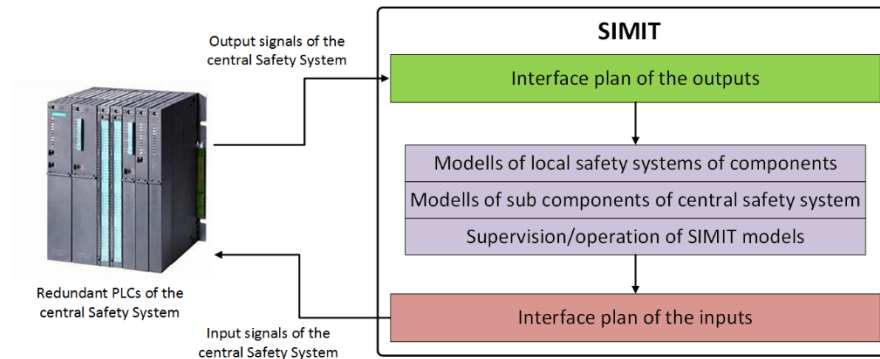 SIMIT
Output signals of the
central Safety System
Interface plan of the outputs
Modells of local safety systems of components
Modells of sub components of central safety system
Supervision/operation of SIMIT models
Redundant PLCs of the
central Safety System
Interface plan of the inputs
Input signals of the
central Safety System